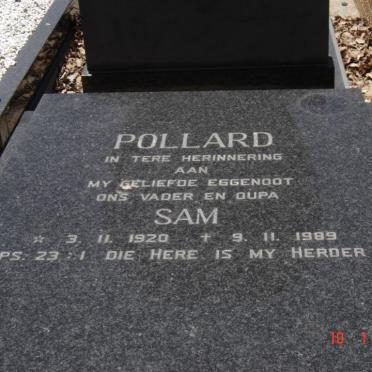 POLLARD
IN TERE HERINNERING
AAN
MY GELIEFDE EGGENOOT
ONS VADER EN OUPA
SAM
☆ 3. 11. 1920 ✝ 9. 11. 1989
PS. 23 : 1 DIE HERE IS MY HERDER